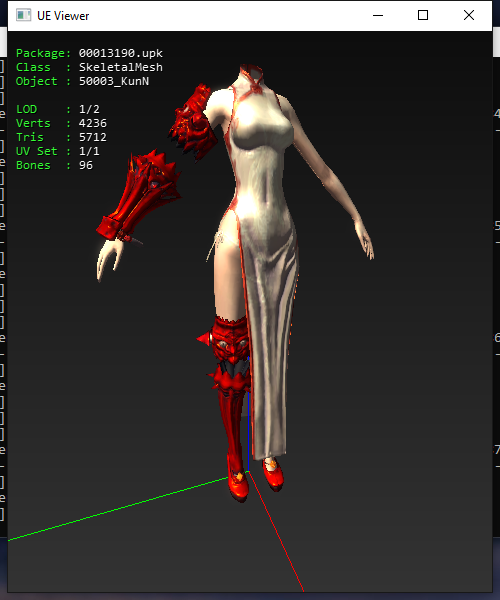 UE Viewer
Package: 00013190.upk
Class  : SkeletalMesh
Object : 50003_KunN
LOD    : 1/2
Verts  : 4236
Tris   : 5712
UV Set : 1/1
Bones  : 96